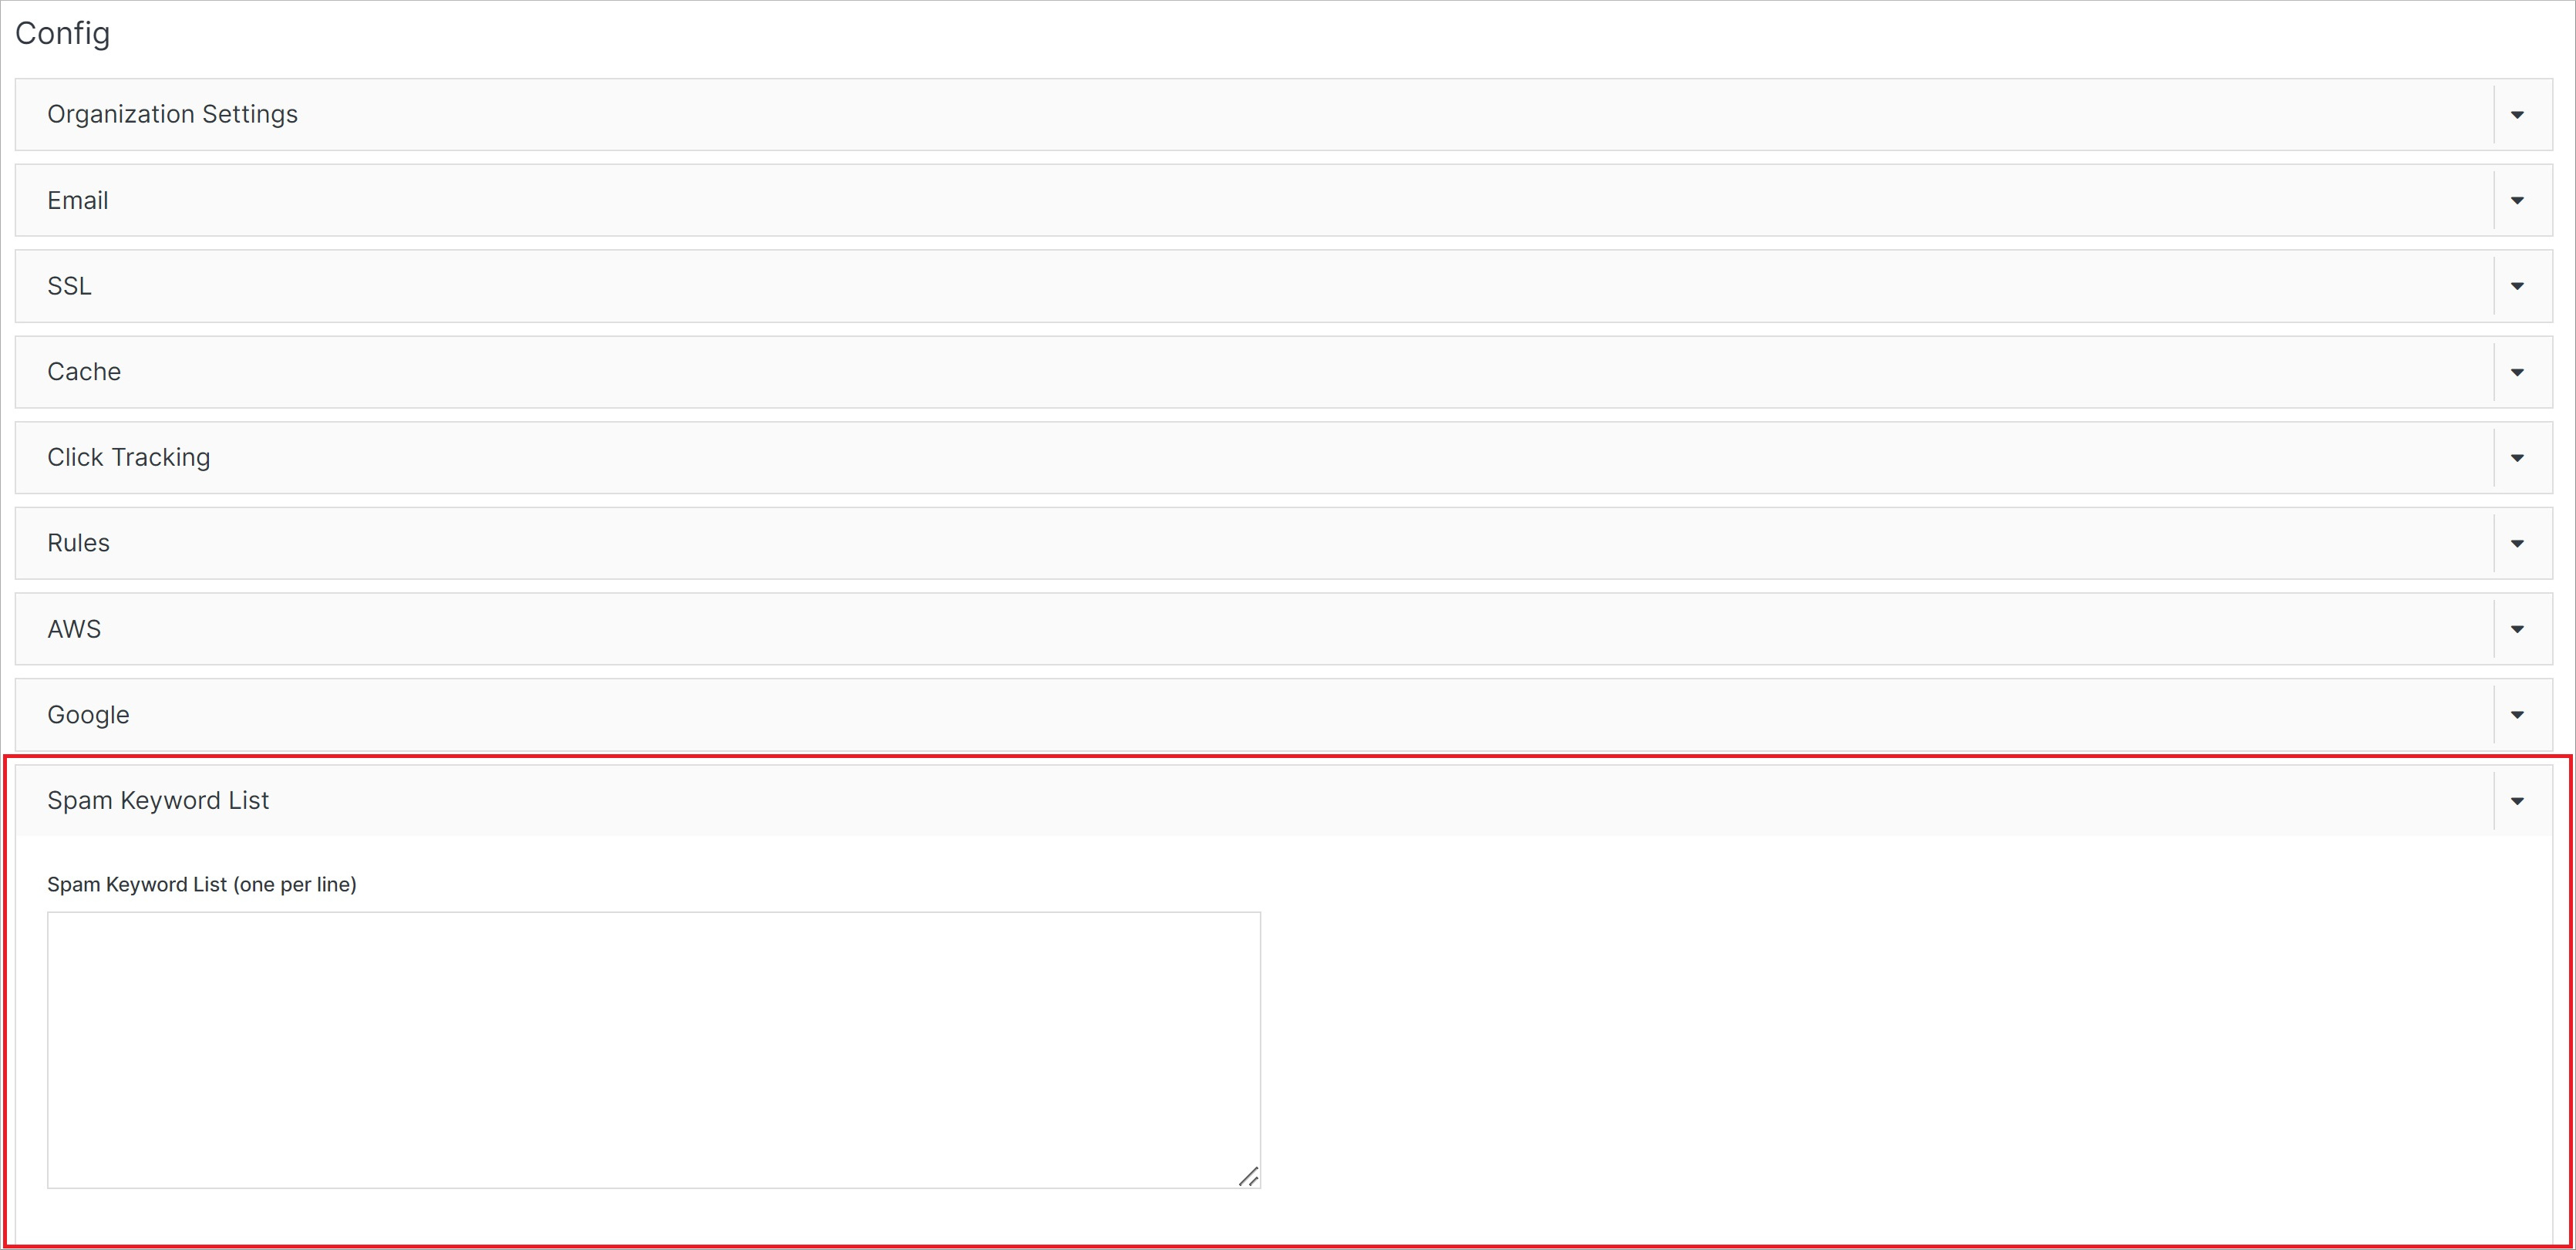 Config
Organization Settings
Email
SSL
Cache
Click Tracking
Rules
AWS
Google
Spam Keyword List
Spam Keyword List (one per line)